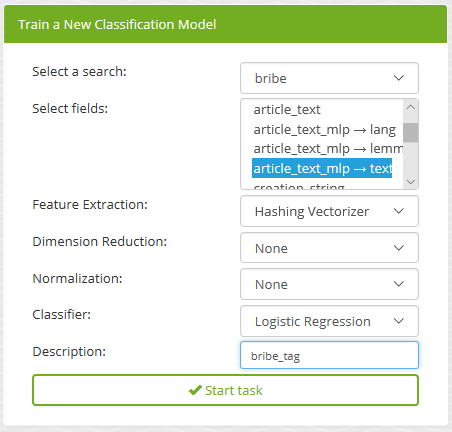 Train a New Classification Model
Select a search:
bribe
Select fields:
article_text
article_text_mlp → lang
article_text_mlp → lemm
article_text_mlp → text
creation_string
Feature Extraction:
Hashing Vectorizer
Dimension Reduction:
None
Normalization:
None
Classifier:
Logistic Regression
Description:
bribe_tag
Start task